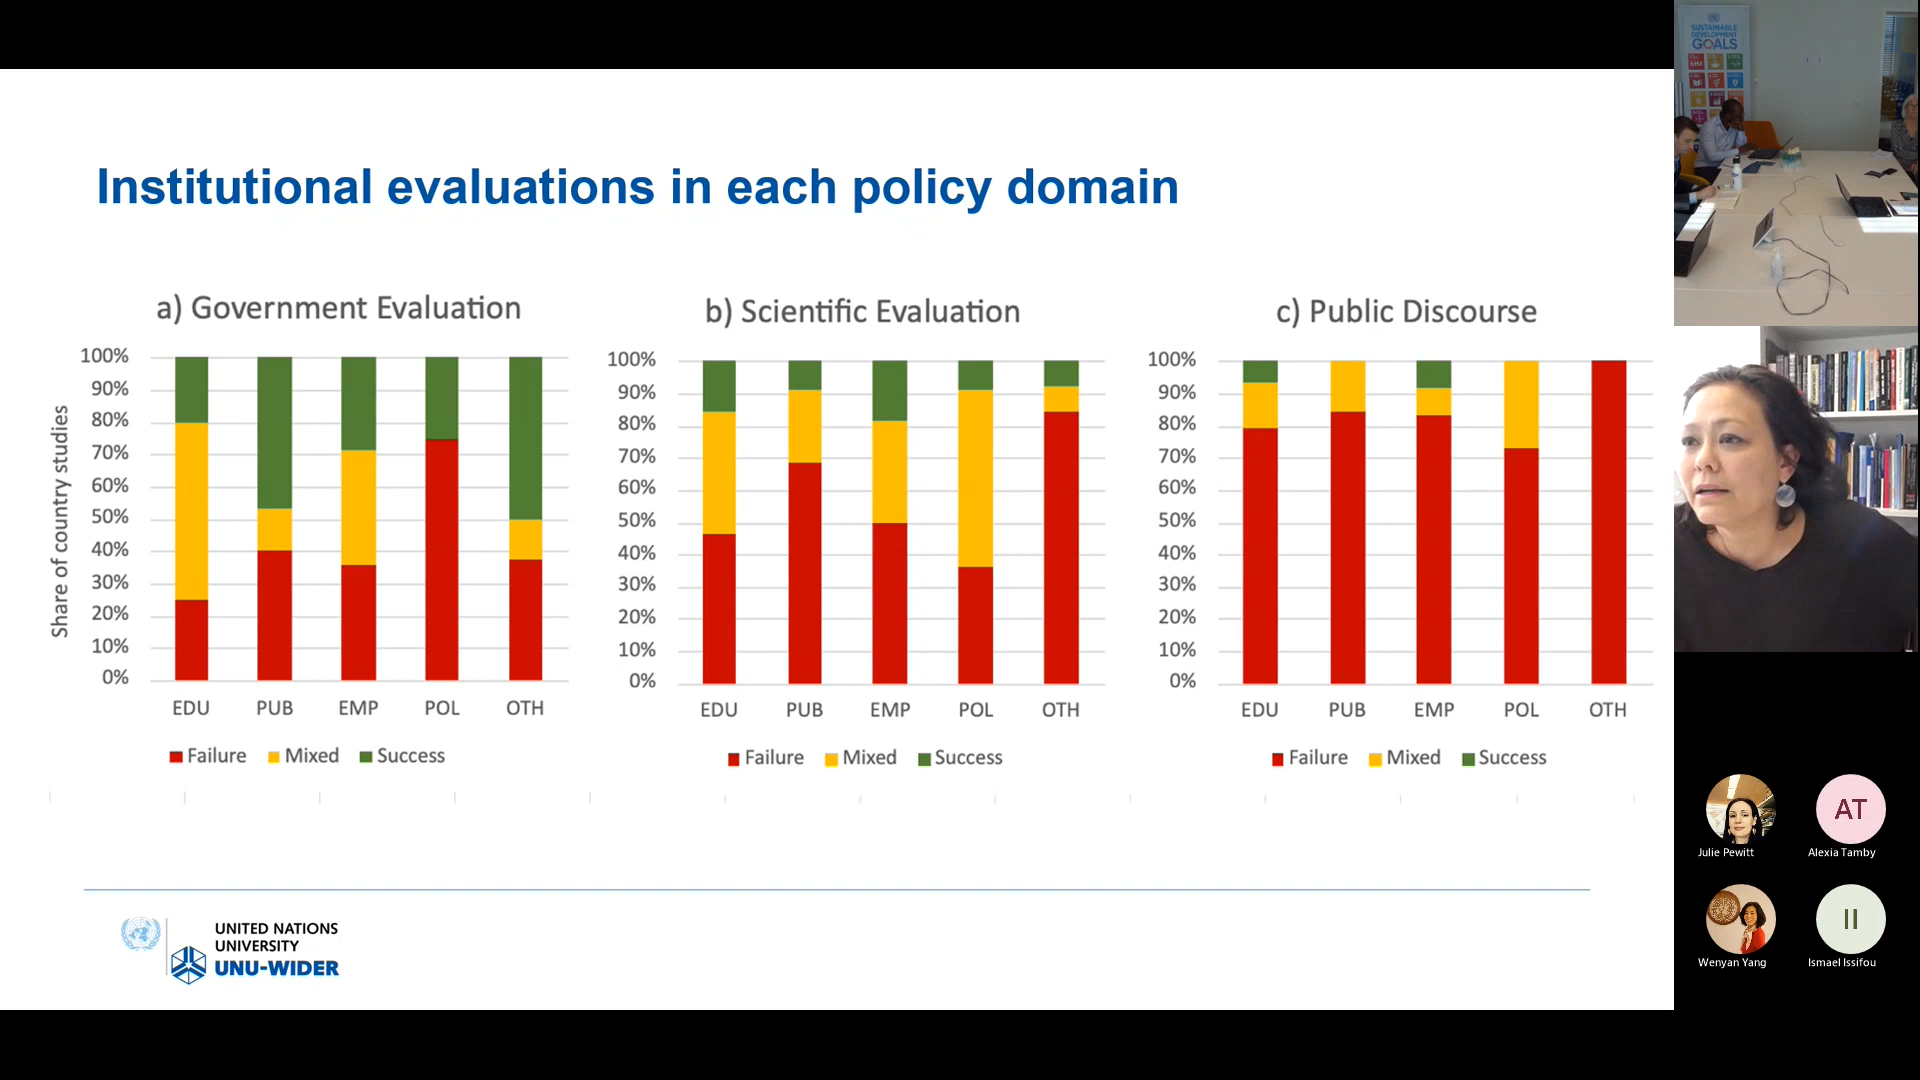 Institutional evaluations in each policy domain
a) Government Evaluation
Share of country studies
100%
90%
80%
70%
60%
50%
40%
30%
20%
10%
0%
EDU PUB EMP POL OTH
Failure Mixed Success
b) Scientific Evaluation
100%
90%
80%
70%
60%
50%
40%
30%
20%
10%
0%
EDU PUB EMP POL OTH
Failure Mixed Success
c) Public Discourse
100%
90%
80%
70%
60%
50%
40%
30%
20%
10%
0%
EDU PUB EMP POL OTH
Failure Mixed Success
UNITED NATIONS
UNIVERSITY
UNU-WIDER
SUSTAINABLE
DEVELOPMENT
GOALS
AT
Julie Pewitt
Alexia Tamby
II
Wenyan Yang
Ismael Issifou